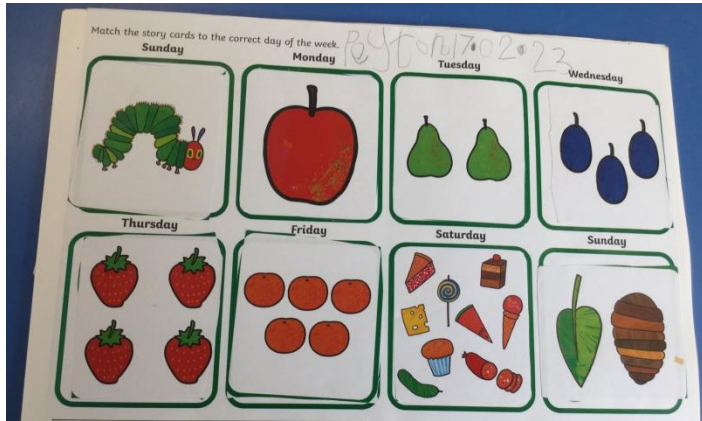 Match the story cards to the correct day of the week.
Peyton 17.02.23
Sunday
Monday
Tuesday
Wednesday
Thursday
Friday
Saturday
Sunday